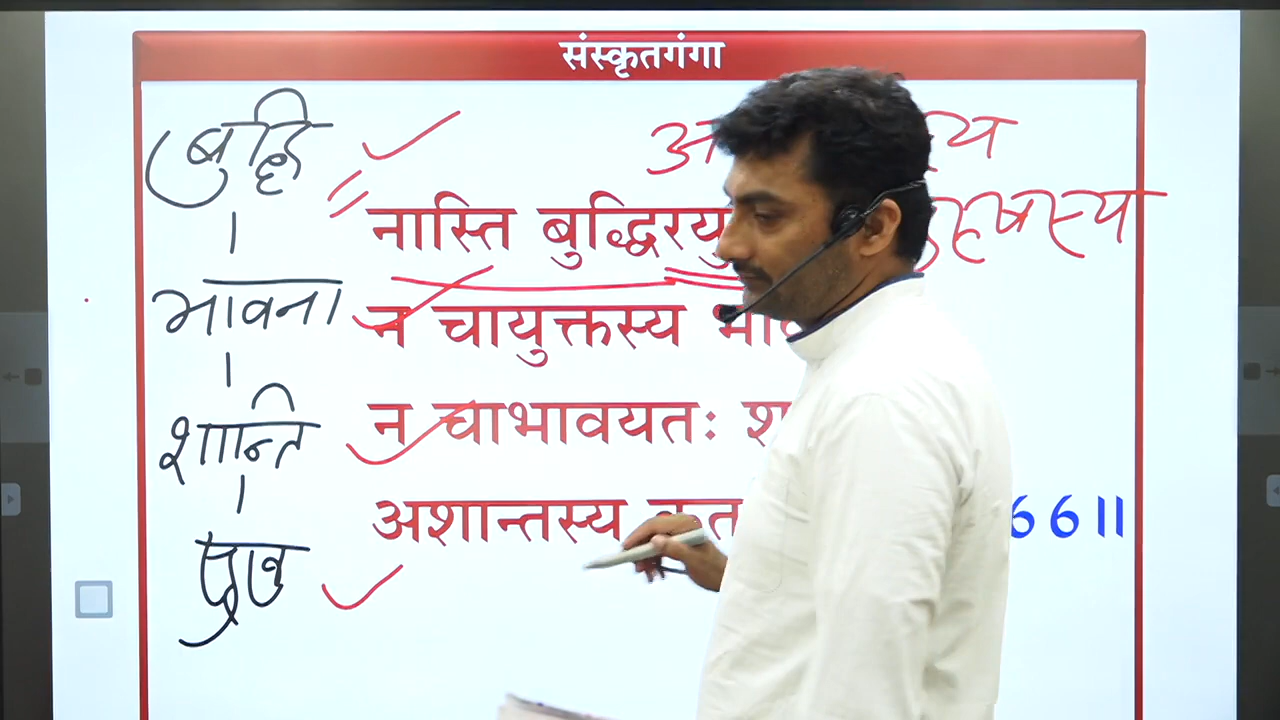 संस्कृतगंगा
बुद्धि
भावना
शान्ति
सुख
नास्ति बुद्धिरयु
न चायुक्तस्य
न चाभावयतः
अशान्तस्य
66॥